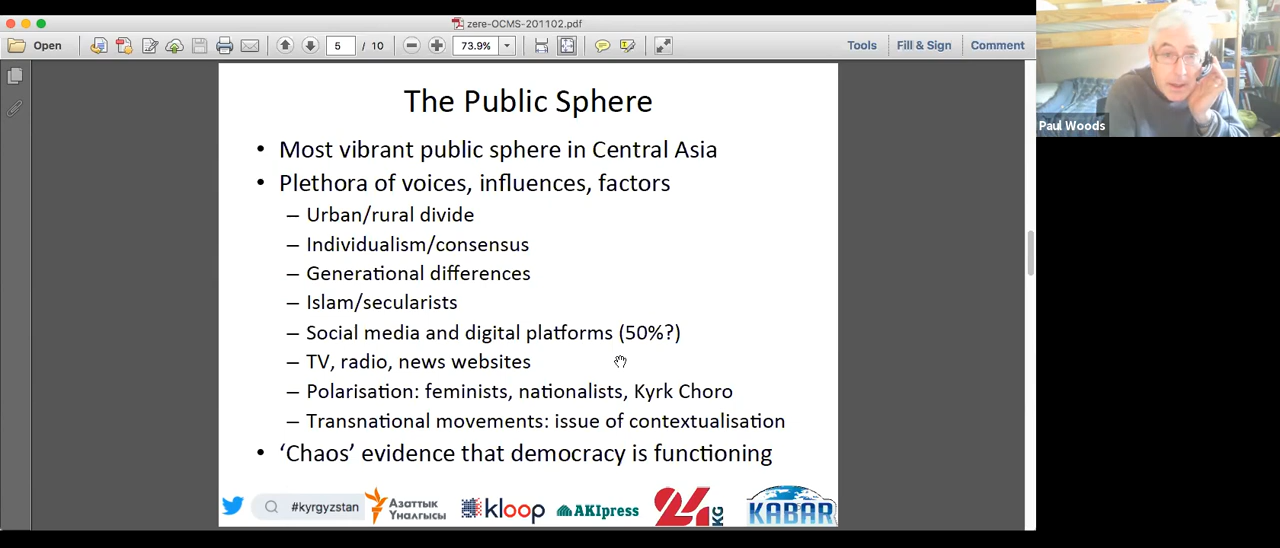 zere-OCMS-201102.pdf
Open
5 / 10
73.9%
Tools
Fill & Sign
Comment
Paul Woods
The Public Sphere
• Most vibrant public sphere in Central Asia
• Plethora of voices, influences, factors
– Urban/rural divide
– Individualism/consensus
– Generational differences
– Islam/secularists
– Social media and digital platforms (50%?)
– TV, radio, news websites
– Polarisation: feminists, nationalists, Kyrk Choro
– Transnational movements: issue of contextualisation
• ‘Chaos’ evidence that democracy is functioning
#kyrgyzstan
Азаттык
Үналгысы
kloop
AKIpress
24 KG
KABAR